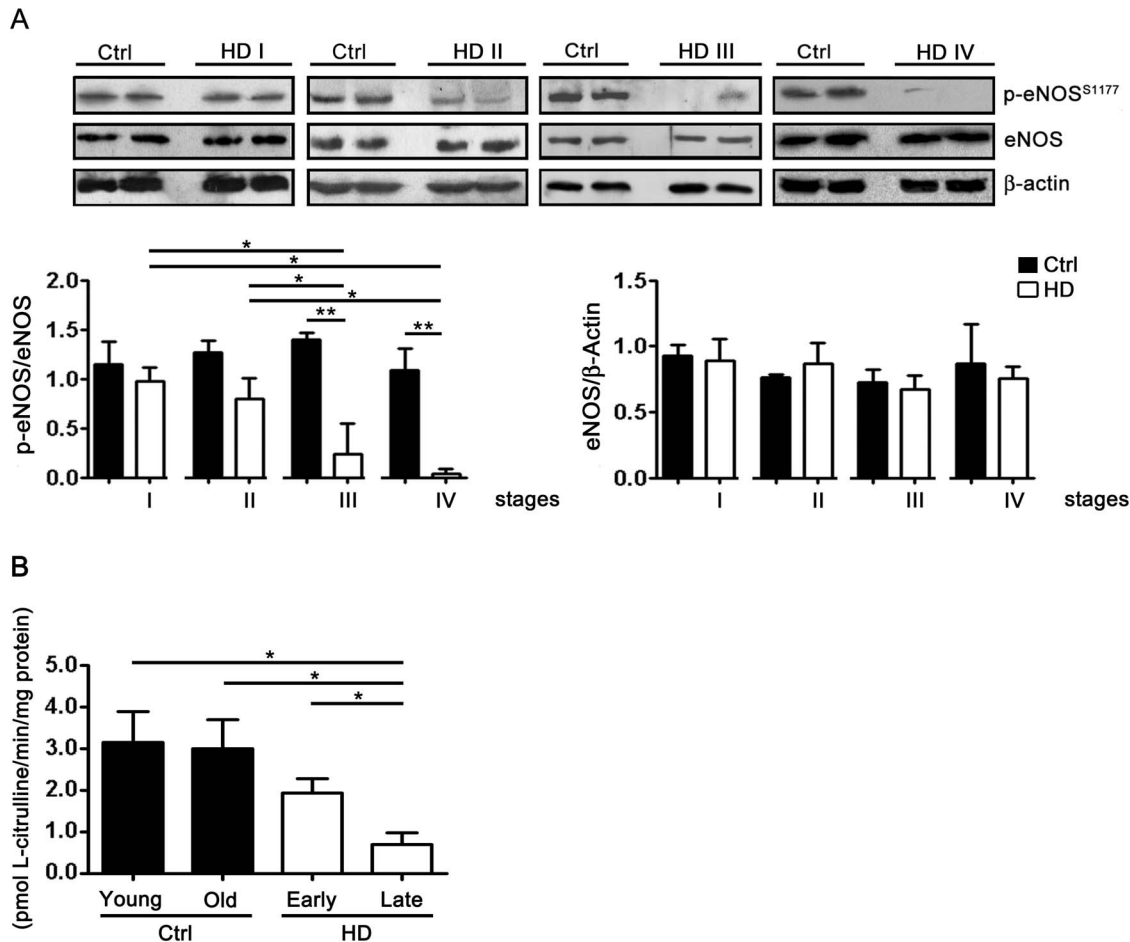 A
Ctrl HD I Ctrl HD II Ctrl HD III Ctrl HD IV
p-eNOS^S1177
eNOS
β-actin
* * * * ** **
p-eNOS/eNOS
2.0
1.5
1.0
0.5
0.0
I II III IV stages
Ctrl
HD
eNOS/β-Actin
1.5
1.0
0.5
0.0
I II III IV stages
B
(pmol L-citrulline/min/mg protein)
* * *
5.0
4.0
3.0
2.0
1.0
0.0
Young Old Early Late
Ctrl HD